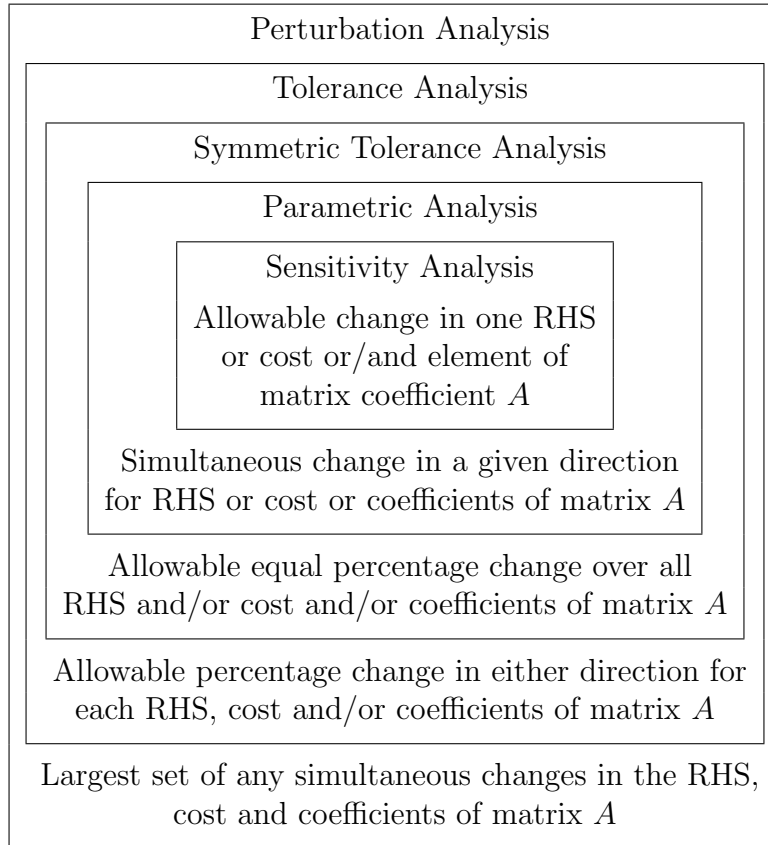 Perturbation Analysis
Tolerance Analysis
Symmetric Tolerance Analysis
Parametric Analysis
Sensitivity Analysis
Allowable change in one RHS
or cost or/and element of
matrix coefficient A
Simultaneous change in a given direction
for RHS or cost or coefficients of matrix A
Allowable equal percentage change over all
RHS and/or cost and/or coefficients of matrix A
Allowable percentage change in either direction for
each RHS, cost and/or coefficients of matrix A
Largest set of any simultaneous changes in the RHS,
cost and coefficients of matrix A